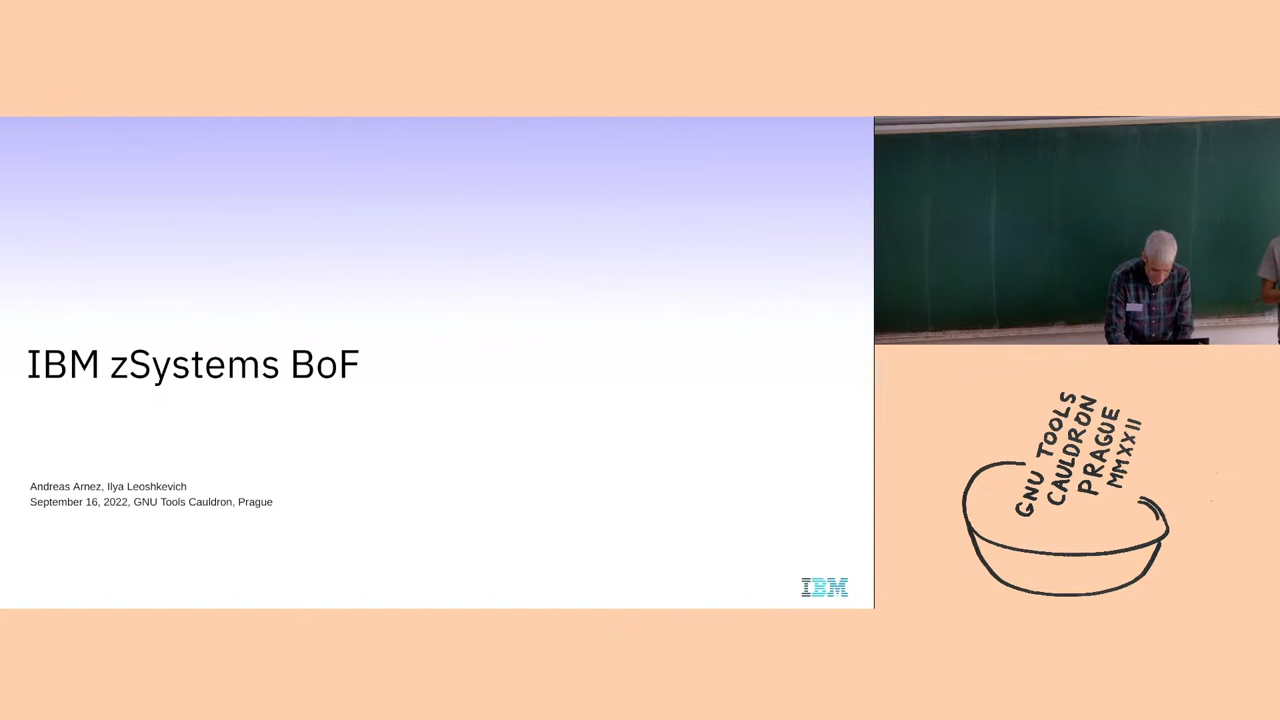 IBM zSystems BoF
Andreas Arnez, Ilya Leoshkevich
September 16, 2022, GNU Tools Cauldron, Prague
IBM
GNU TOOLS
CAULDRON
PRAGUE
MMXXII